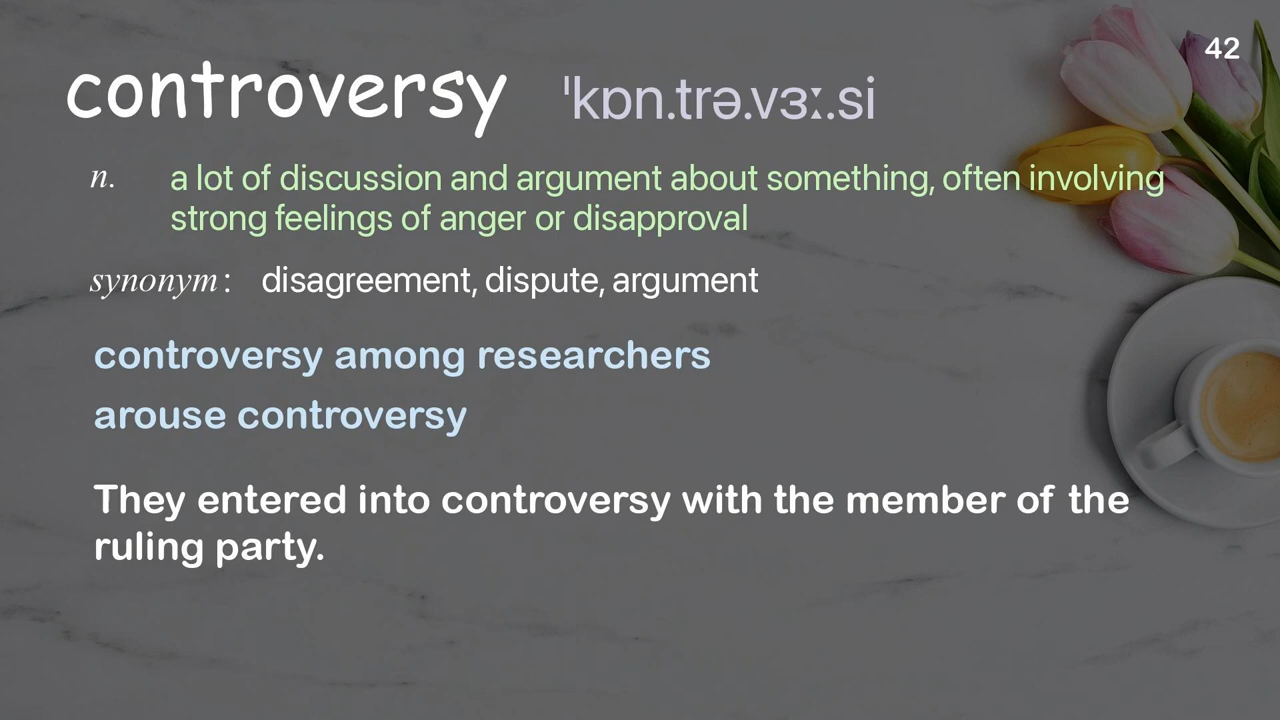 42
controversy ˈkɒn.trə.vɜː.si
n. a lot of discussion and argument about something, often involving
strong feelings of anger or disapproval
synonym: disagreement, dispute, argument
controversy among researchers
arouse controversy
They entered into controversy with the member of the
ruling party.